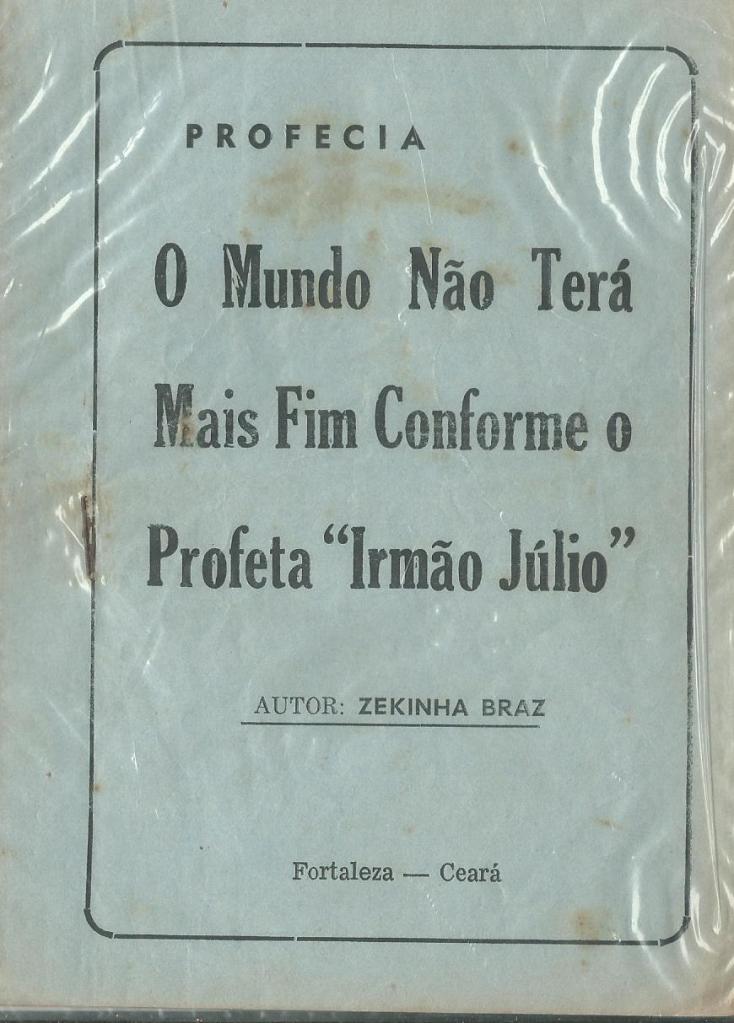 PROFECIA
O Mundo Não Terá
Mais Fim Conforme o
Profeta “Irmão Júlio”
AUTOR: ZEKINHA BRAZ
Fortaleza — Ceará